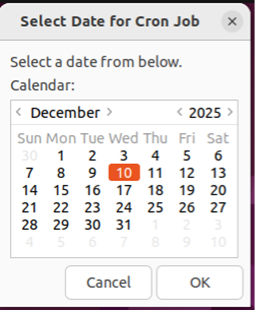 Select Date for Cron Job ×
Select a date from below.
Calendar:
< December > < 2025 >
Sun Mon Tue Wed Thu Fri Sat
30 1 2 3 4 5 6
7 8 9 10 11 12 13
14 15 16 17 18 19 20
21 22 23 24 25 26 27
28 29 30 31 1 2 3
4 5 6 7 8 9 10
Cancel OK